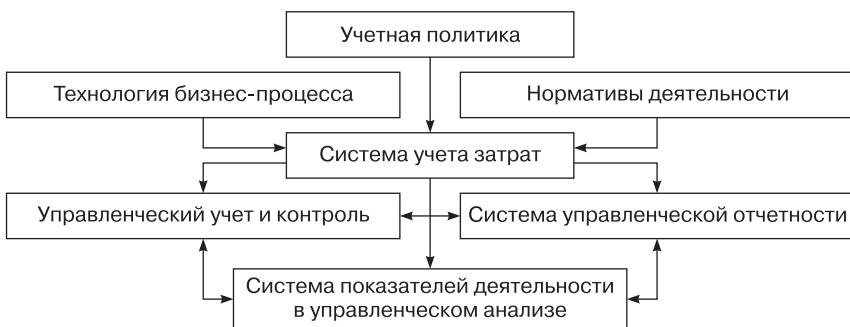 Учетная политика
Технология бизнес-процесса
Нормативы деятельности
Система учета затрат
Управленческий учет и контроль
Система управленческой отчетности
Система показателей деятельности
в управленческом анализе